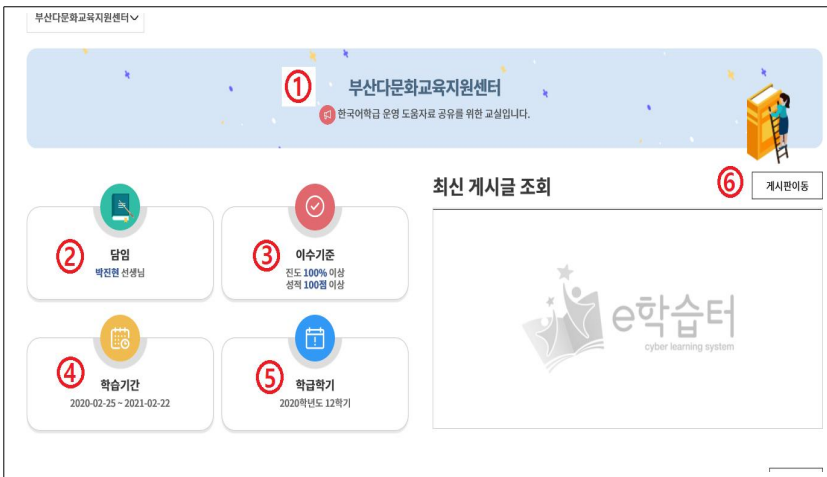 부산다문화교육지원센터
① 부산다문화교육지원센터
한국어학급 운영 도움자료 공유를 위한 교실입니다.
② 담임
박진현 선생님
③ 이수기준
진도 100% 이상
성적 100점 이상
④ 학습기간
2020-02-25 ~ 2021-02-22
⑤ 학급학기
2020학년도 12학기
최신 게시글 조회
⑥ 게시판이동
e학습터
cyber learning system